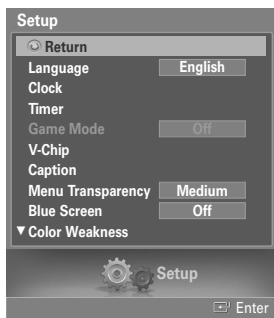 Setup
Return
Language English
Clock
Timer
Game Mode Off
V-Chip
Caption
Menu Transparency Medium
Blue Screen Off
▼ Color Weakness
Setup
Enter